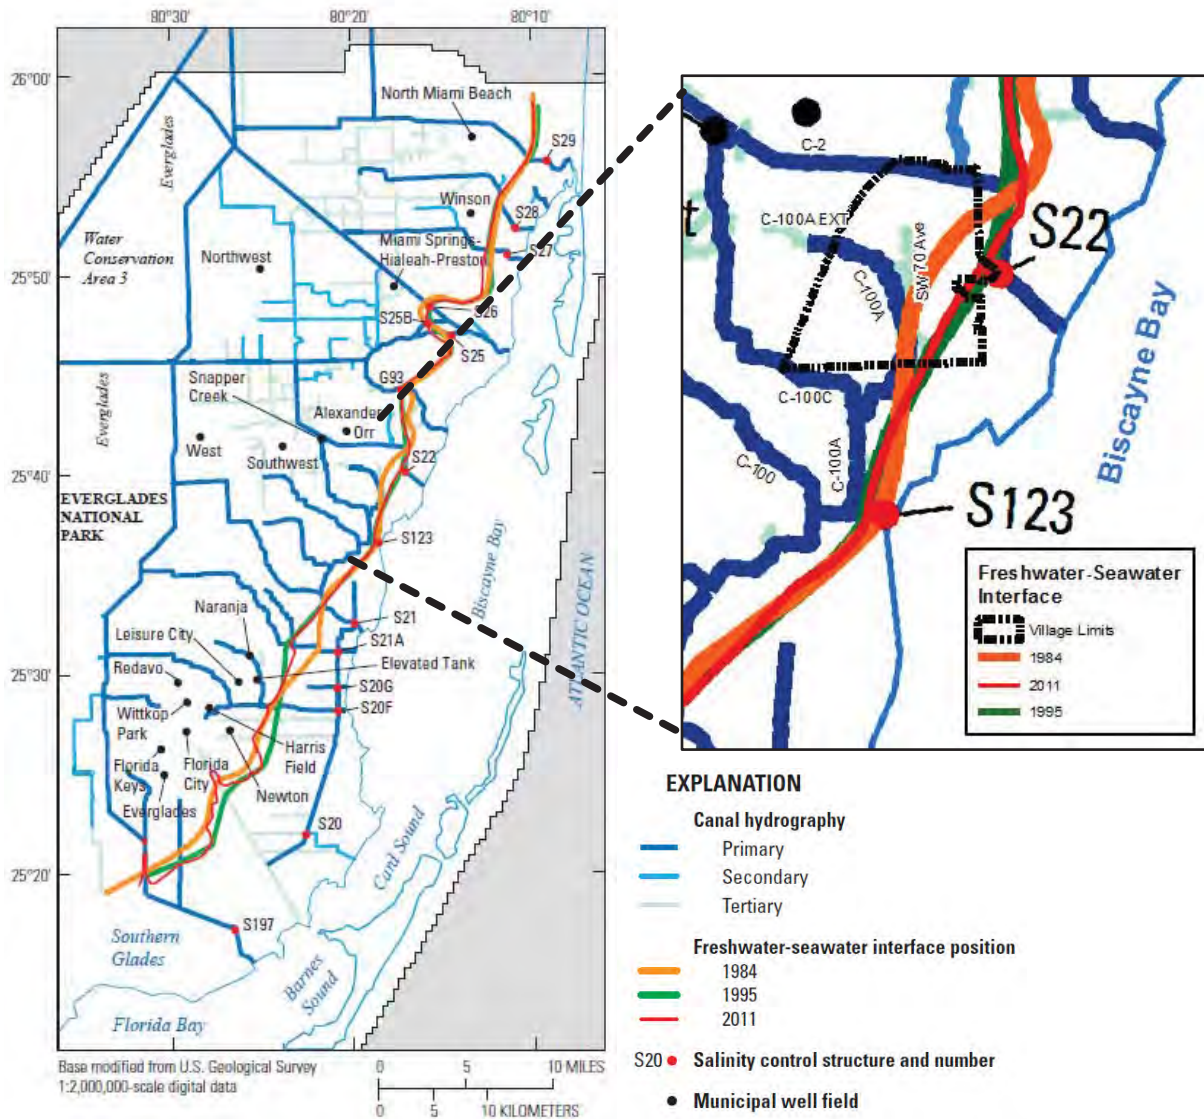 80°30'
80°20'
80°10'
26°00'
25°50'
25°40'
25°30'
25°20'
North Miami Beach
Everglades
S29
Winson
S28
Water
Conservation
Area 3
Northwest
Miami Springs-
Hialeah-Preston
S27
S26
S25B
S25
G93
Snapper
Creek
Everglades
Alexander
Orr
West
Southwest
S22
EVERGLADES
NATIONAL
PARK
S123
Biscayne Bay
ATLANTIC OCEAN
Naranja
S21
Leisure City
S21A
Redavo
Elevated Tank
S20G
Wittkop
Park
S20F
Harris
Field
Florida
Keys
Florida
City
Newton
Everglades
S20
Card Sound
S197
Southern
Glades
Barnes
Sound
Florida Bay
Base modified from U.S. Geological Survey
1:2,000,000-scale digital data
0 5 10 MILES
0 5 10 KILOMETERS
C-2
C-100A EXT
SW 70 Ave
S22
t
C-100A
C-100C
C-100
C-100A
Biscayne Bay
S123
Freshwater-Seawater
Interface
Village Limits
1984
2011
1995
EXPLANATION
Canal hydrography
Primary
Secondary
Tertiary
Freshwater-seawater interface position
1984
1995
2011
S20 Salinity control structure and number
Municipal well field